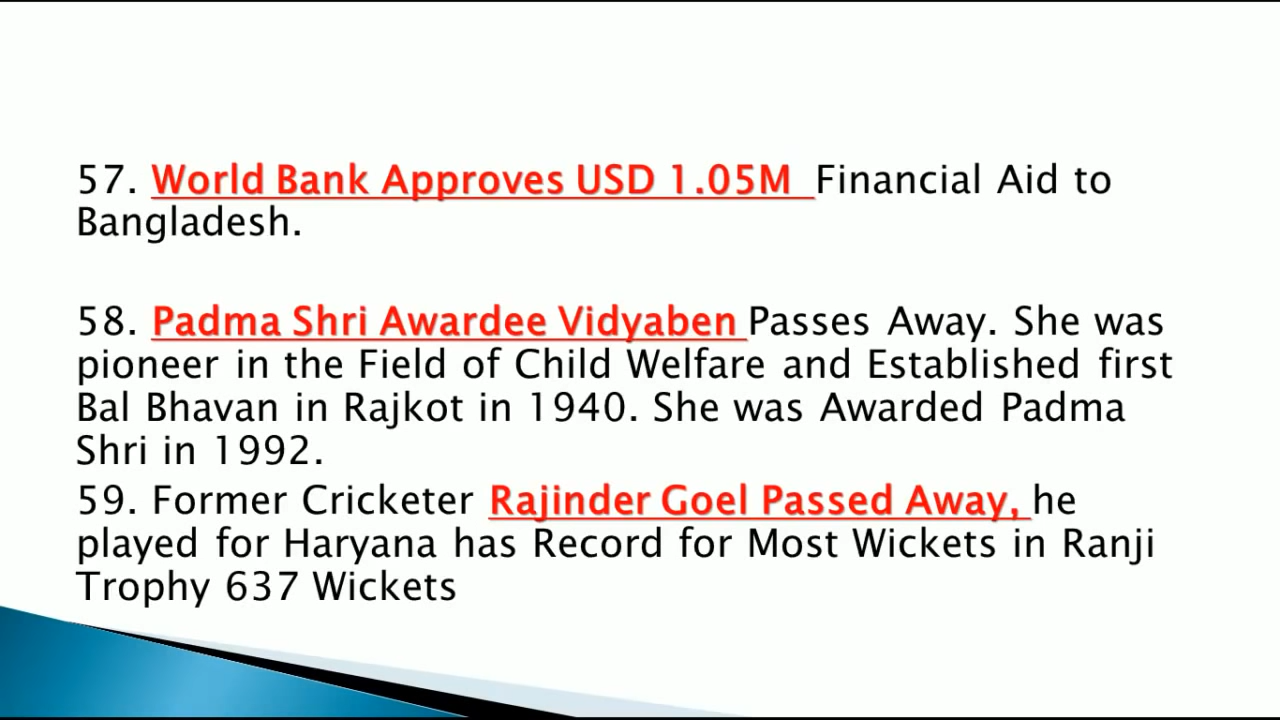 57. World Bank Approves USD 1.05M Financial Aid to
Bangladesh.
58. Padma Shri Awardee Vidyaben Passes Away. She was
pioneer in the Field of Child Welfare and Established first
Bal Bhavan in Rajkot in 1940. She was Awarded Padma
Shri in 1992.
59. Former Cricketer Rajinder Goel Passed Away, he
played for Haryana has Record for Most Wickets in Ranji
Trophy 637 Wickets